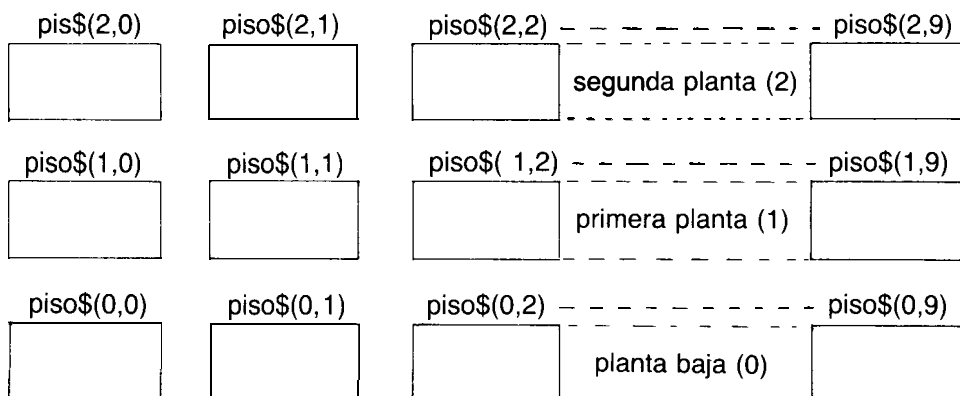 pis$(2,0) piso$(2,1) piso$(2,2) piso$(2,9)
segunda planta (2)
piso$(1,0) piso$(1,1) piso$( 1,2) piso$(1,9)
primera planta (1)
piso$(0,0) piso$(0,1) piso$(0,2) piso$(0,9)
planta baja (0)